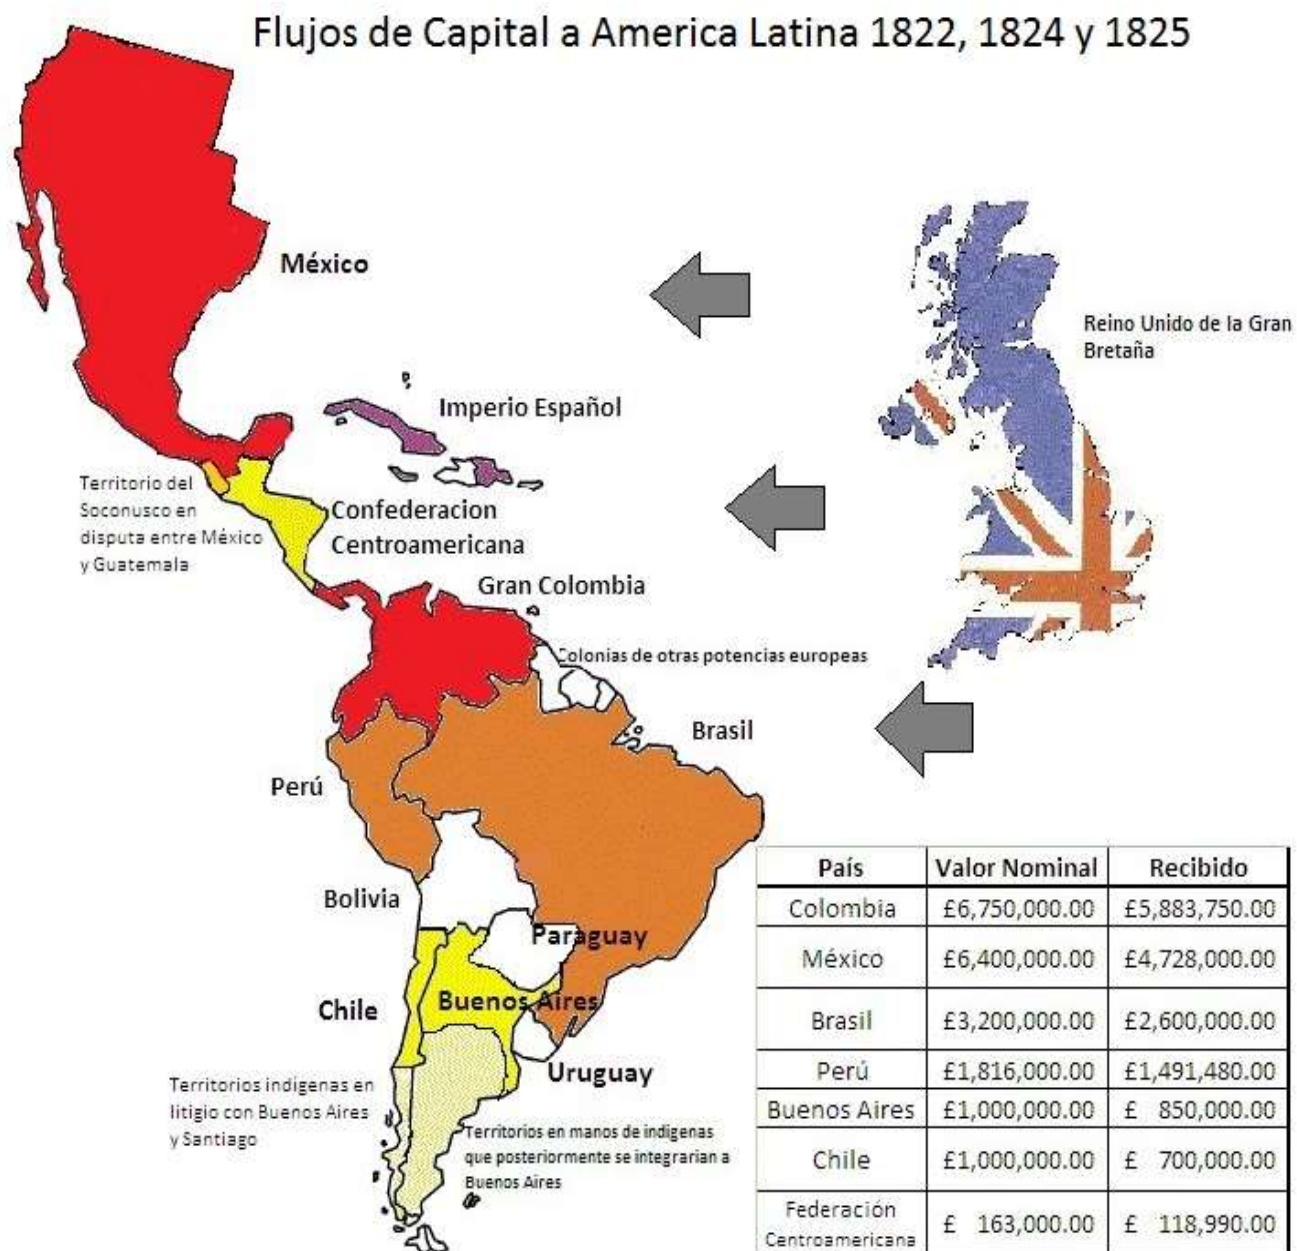 Flujos de Capital a America Latina 1822, 1824 y 1825
México
Reino Unido de la Gran
Bretaña
Imperio Español
Territorio del
Soconusco en
disputa entre México
y Guatemala
Confederacion
Centroamericana
Gran Colombia
Colonias de otras potencias europeas
Brasil
Perú
Bolivia
Paraguay
Chile
Buenos Aires
Uruguay
Territorios indígenas en
litigio con Buenos Aires
y Santiago
Territorios en manos de indigenas
que posteriormente se integrarian a
Buenos Aires
País Valor Nominal Recibido
Colombia £6,750,000.00 £5,883,750.00
México £6,400,000.00 £4,728,000.00
Brasil £3,200,000.00 £2,600,000.00
Perú £1,816,000.00 £1,491,480.00
Buenos Aires £1,000,000.00 £ 850,000.00
Chile £1,000,000.00 £ 700,000.00
Federación
Centroamericana £ 163,000.00 £ 118,990.00